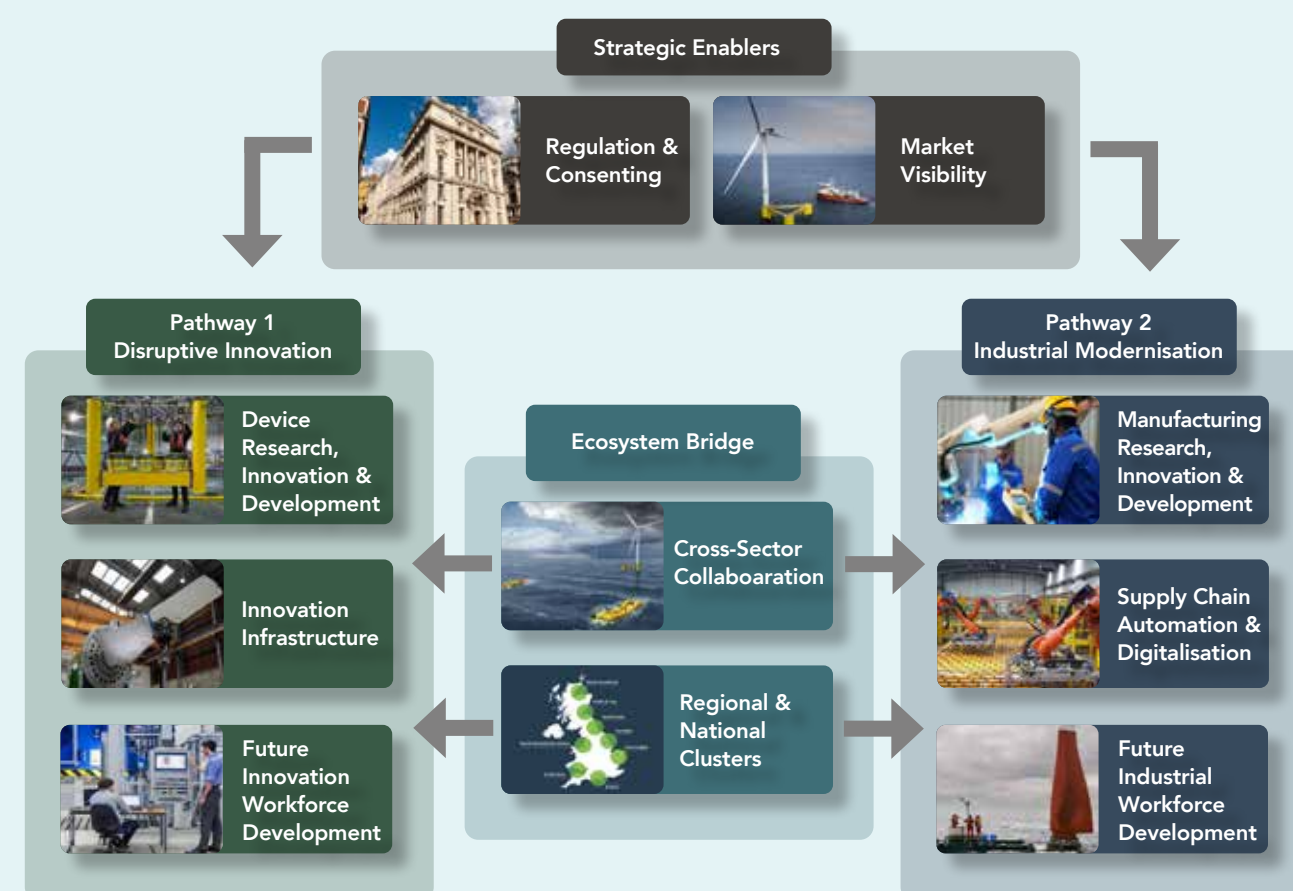 Strategic Enablers
Regulation &
Consenting
Market
Visibility
Pathway 1
Disruptive Innovation
Device
Research,
Innovation &
Development
Innovation
Infrastructure
Future
Innovation
Workforce
Development
Ecosystem Bridge
Cross-Sector
Collaboaration
Regional &
National
Clusters
Pathway 2
Industrial Modernisation
Manufacturing
Research,
Innovation &
Development
Supply Chain
Automation &
Digitalisation
Future
Industrial
Workforce
Development